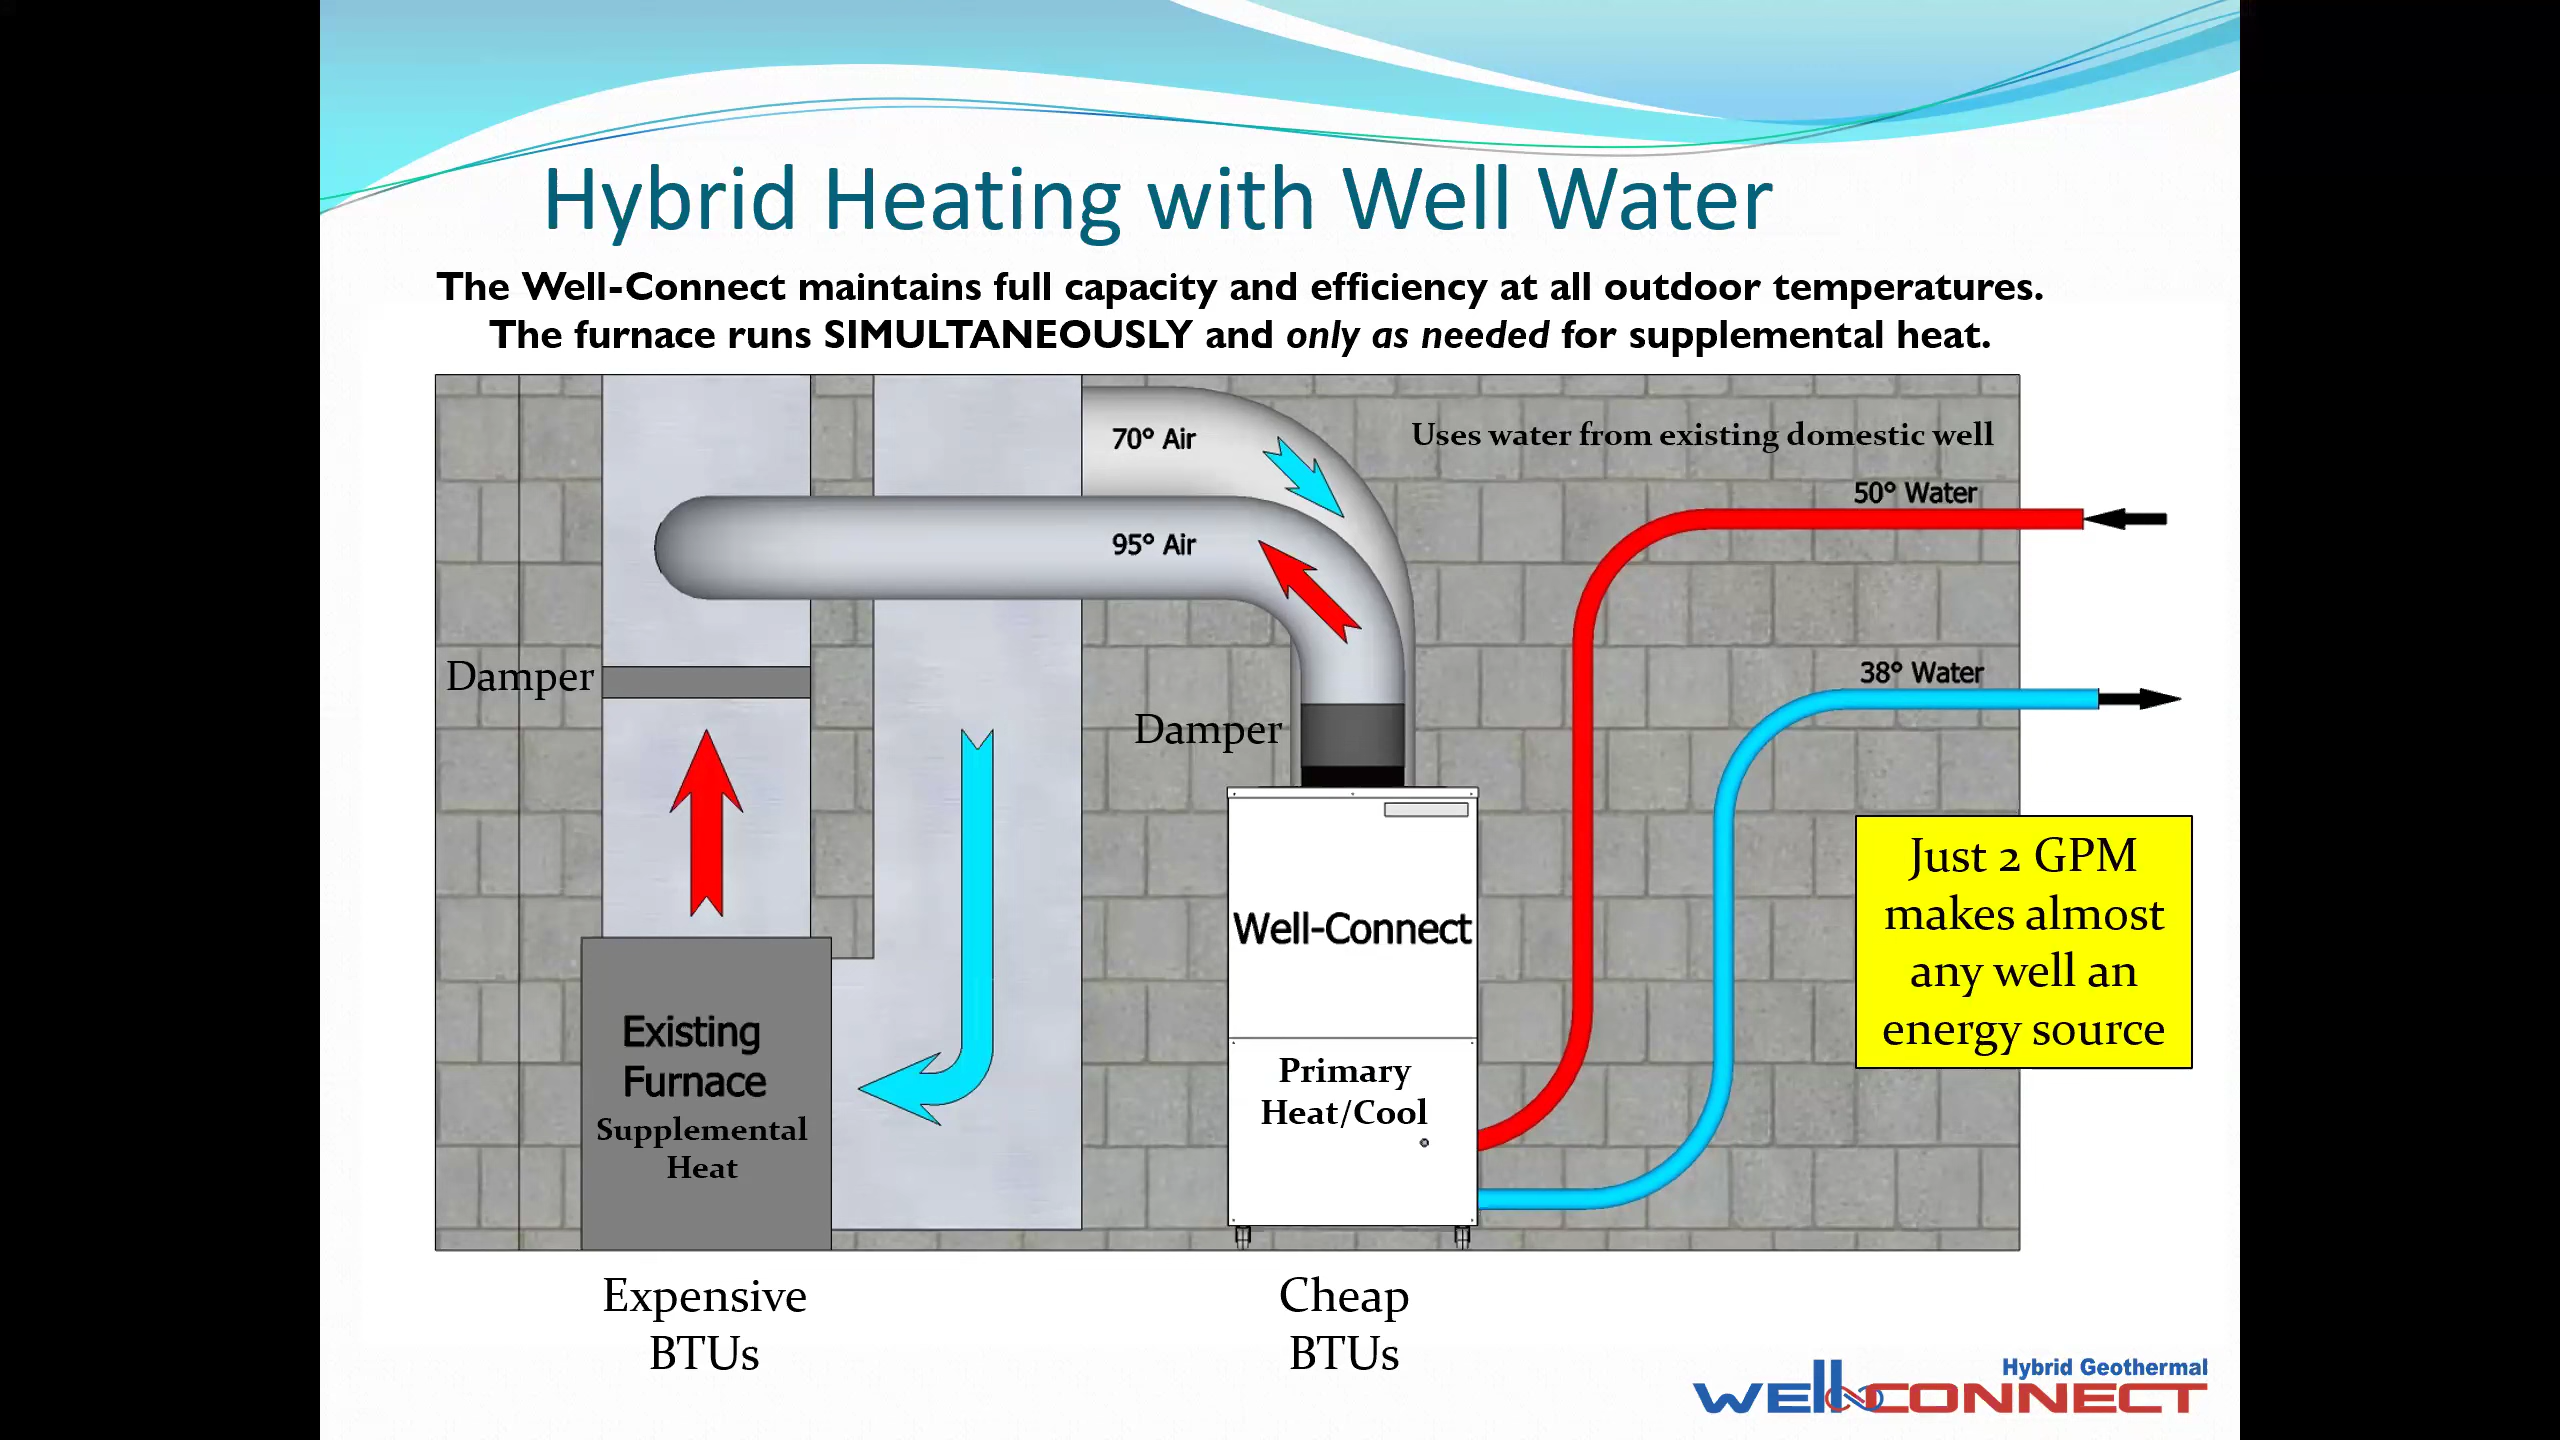 Hybrid Heating with Well Water
The Well-Connect maintains full capacity and efficiency at all outdoor temperatures.
The furnace runs SIMULTANEOUSLY and only as needed for supplemental heat.
70° Air
Uses water from existing domestic well
50° Water
95° Air
Damper
38° Water
Damper
Just 2 GPM
makes almost
any well an
energy source
Well-Connect
Primary
Heat/Cool
Existing
Furnace
Supplemental
Heat
Expensive
BTUs
Cheap
BTUs
Hybrid Geothermal
Well CONNECT